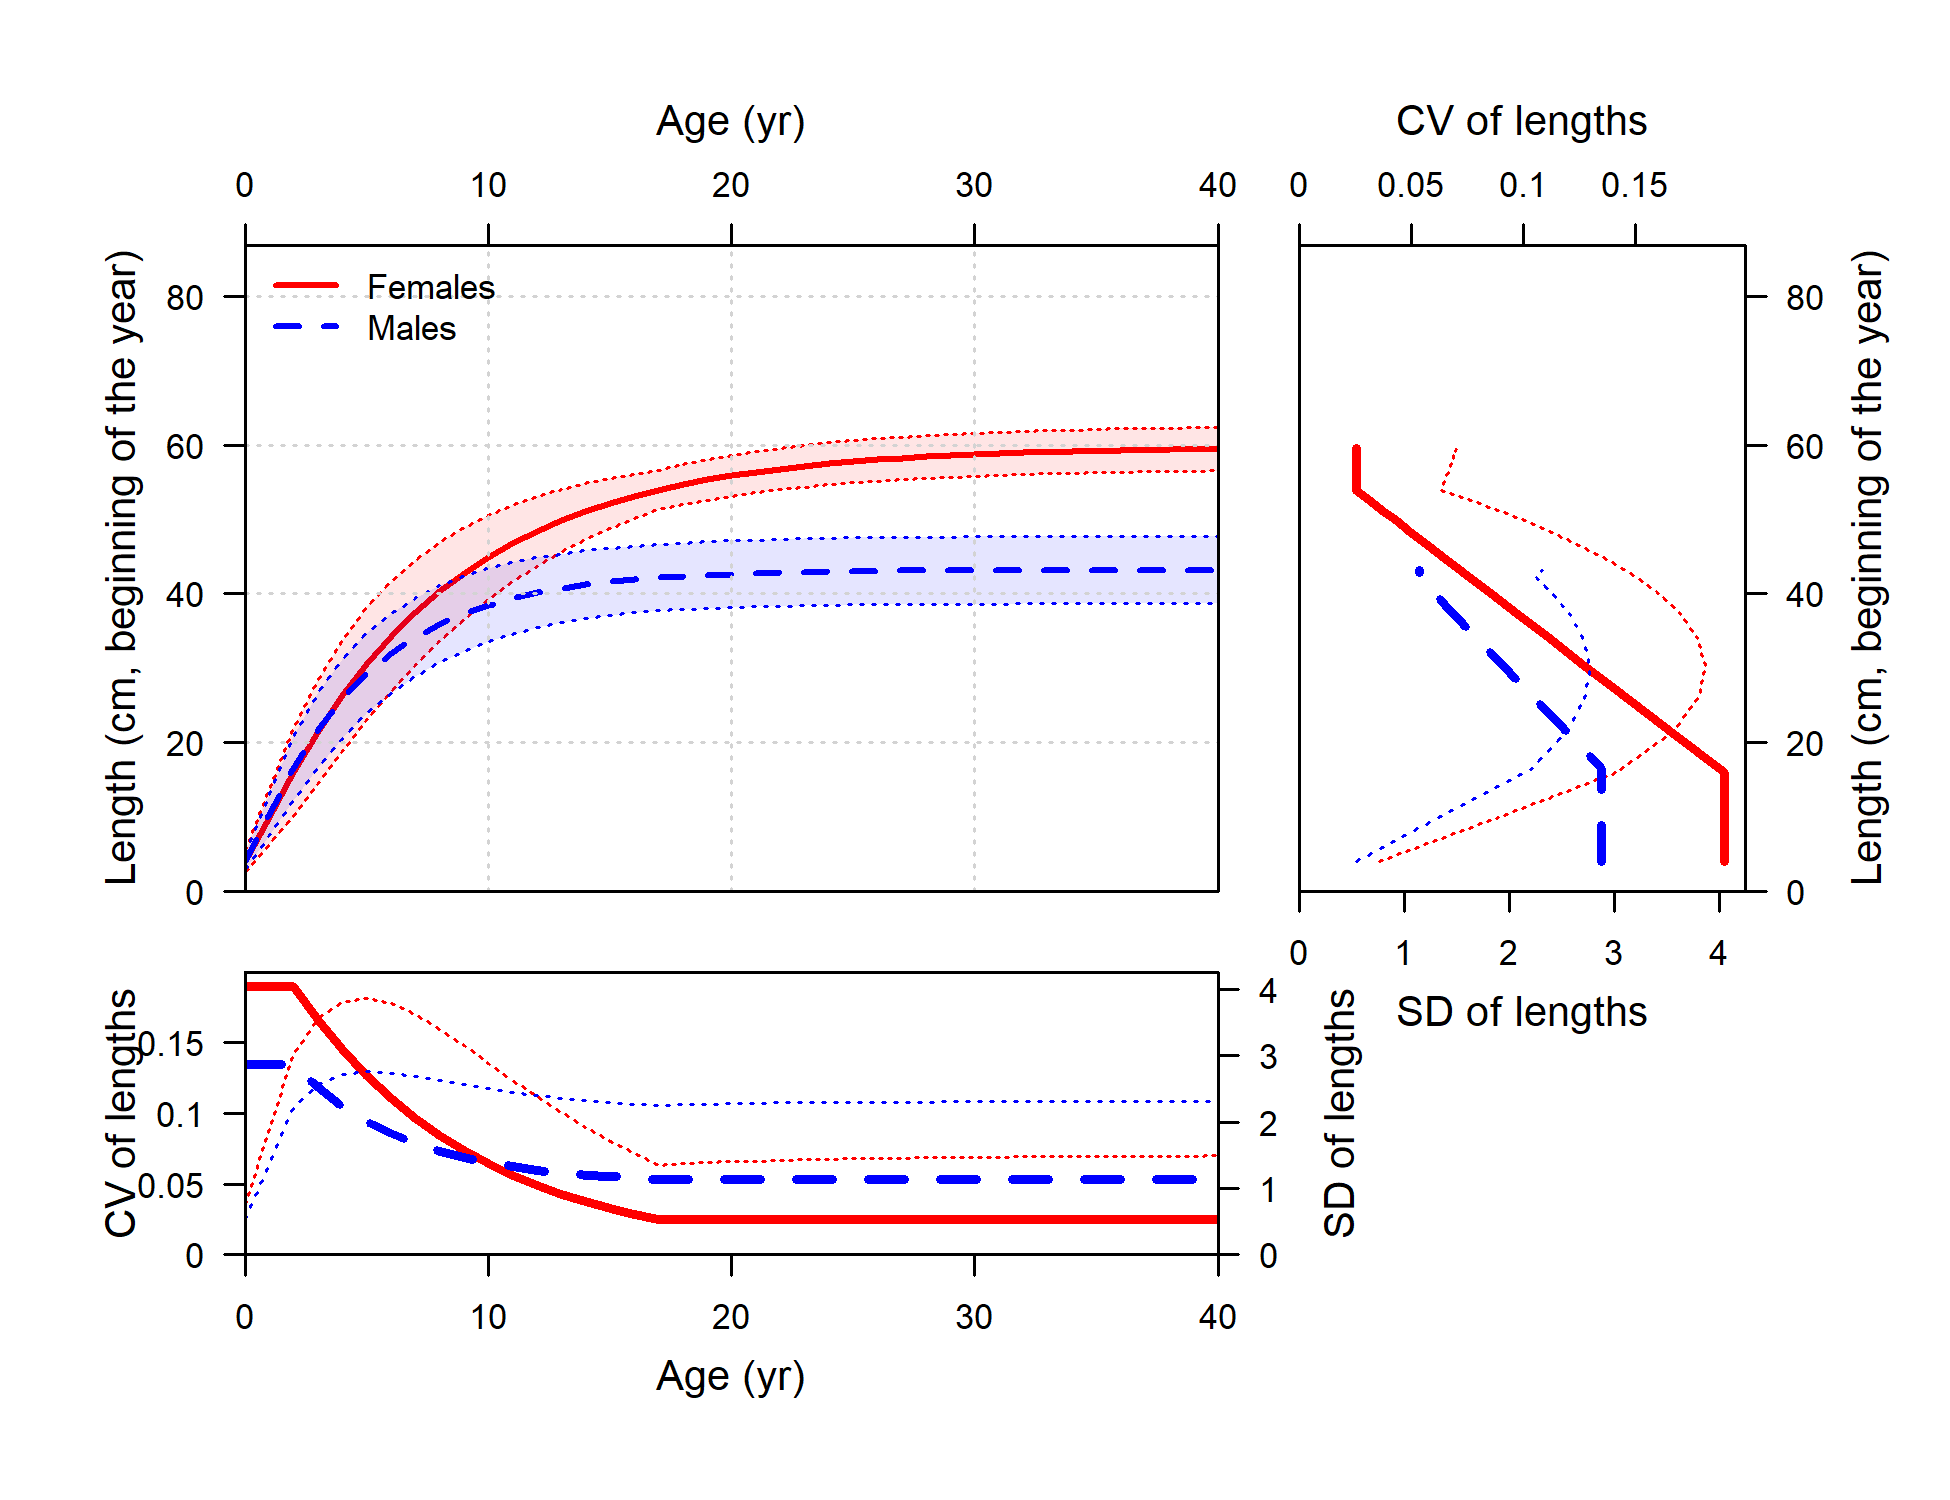 Age (yr)
CV of lengths
0 10 20 30 40
0 0.05 0.1 0.15
Length (cm, beginning of the year)
80
60
40
20
0
Females
Males
80
60
40
20
0
Length (cm, beginning of the year)
0 1 2 3 4
SD of lengths
CV of lengths
0.15
0.1
0.05
0
4
3
2
1
0
SD of lengths
0 10 20 30 40
Age (yr)